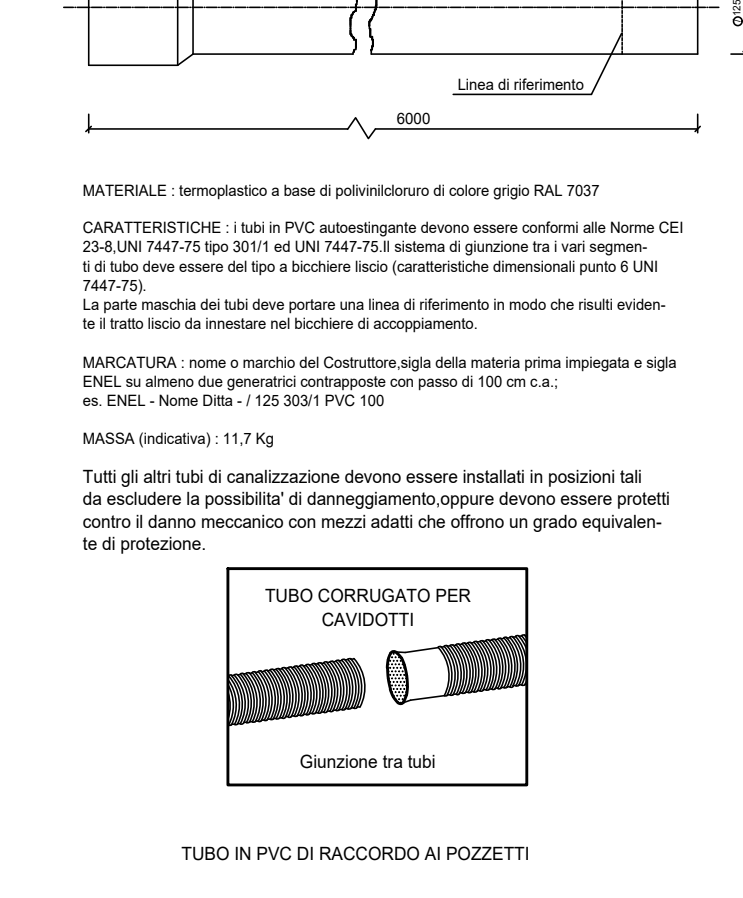 Ø125
Linea di riferimento
6000
MATERIALE : termoplastico a base di polivinilcloruro di colore grigio RAL 7037
CARATTERISTICHE : i tubi in PVC autoestingante devono essere conformi alle Norme CEI
23-8,UNI 7447-75 tipo 301/1 ed UNI 7447-75.Il sistema di giunzione tra i vari segmen-
ti di tubo deve essere del tipo a bicchiere liscio (caratteristiche dimensionali punto 6 UNI
7447-75).
La parte maschia dei tubi deve portare una linea di riferimento in modo che risulti eviden-
te il tratto liscio da innestare nel bicchiere di accoppiamento.
MARCATURA : nome o marchio del Costruttore,sigla della materia prima impiegata e sigla
ENEL su almeno due generatrici contrapposte con passo di 100 cm c.a.;
es. ENEL - Nome Ditta - / 125 303/1 PVC 100
MASSA (indicativa) : 11,7 Kg
Tutti gli altri tubi di canalizzazione devono essere installati in posizioni tali
da escludere la possibilita' di danneggiamento,oppure devono essere protetti
contro il danno meccanico con mezzi adatti che offrono un grado equivalen-
te di protezione.
TUBO CORRUGATO PER
CAVIDOTTI
Giunzione tra tubi
TUBO IN PVC DI RACCORDO AI POZZETTI